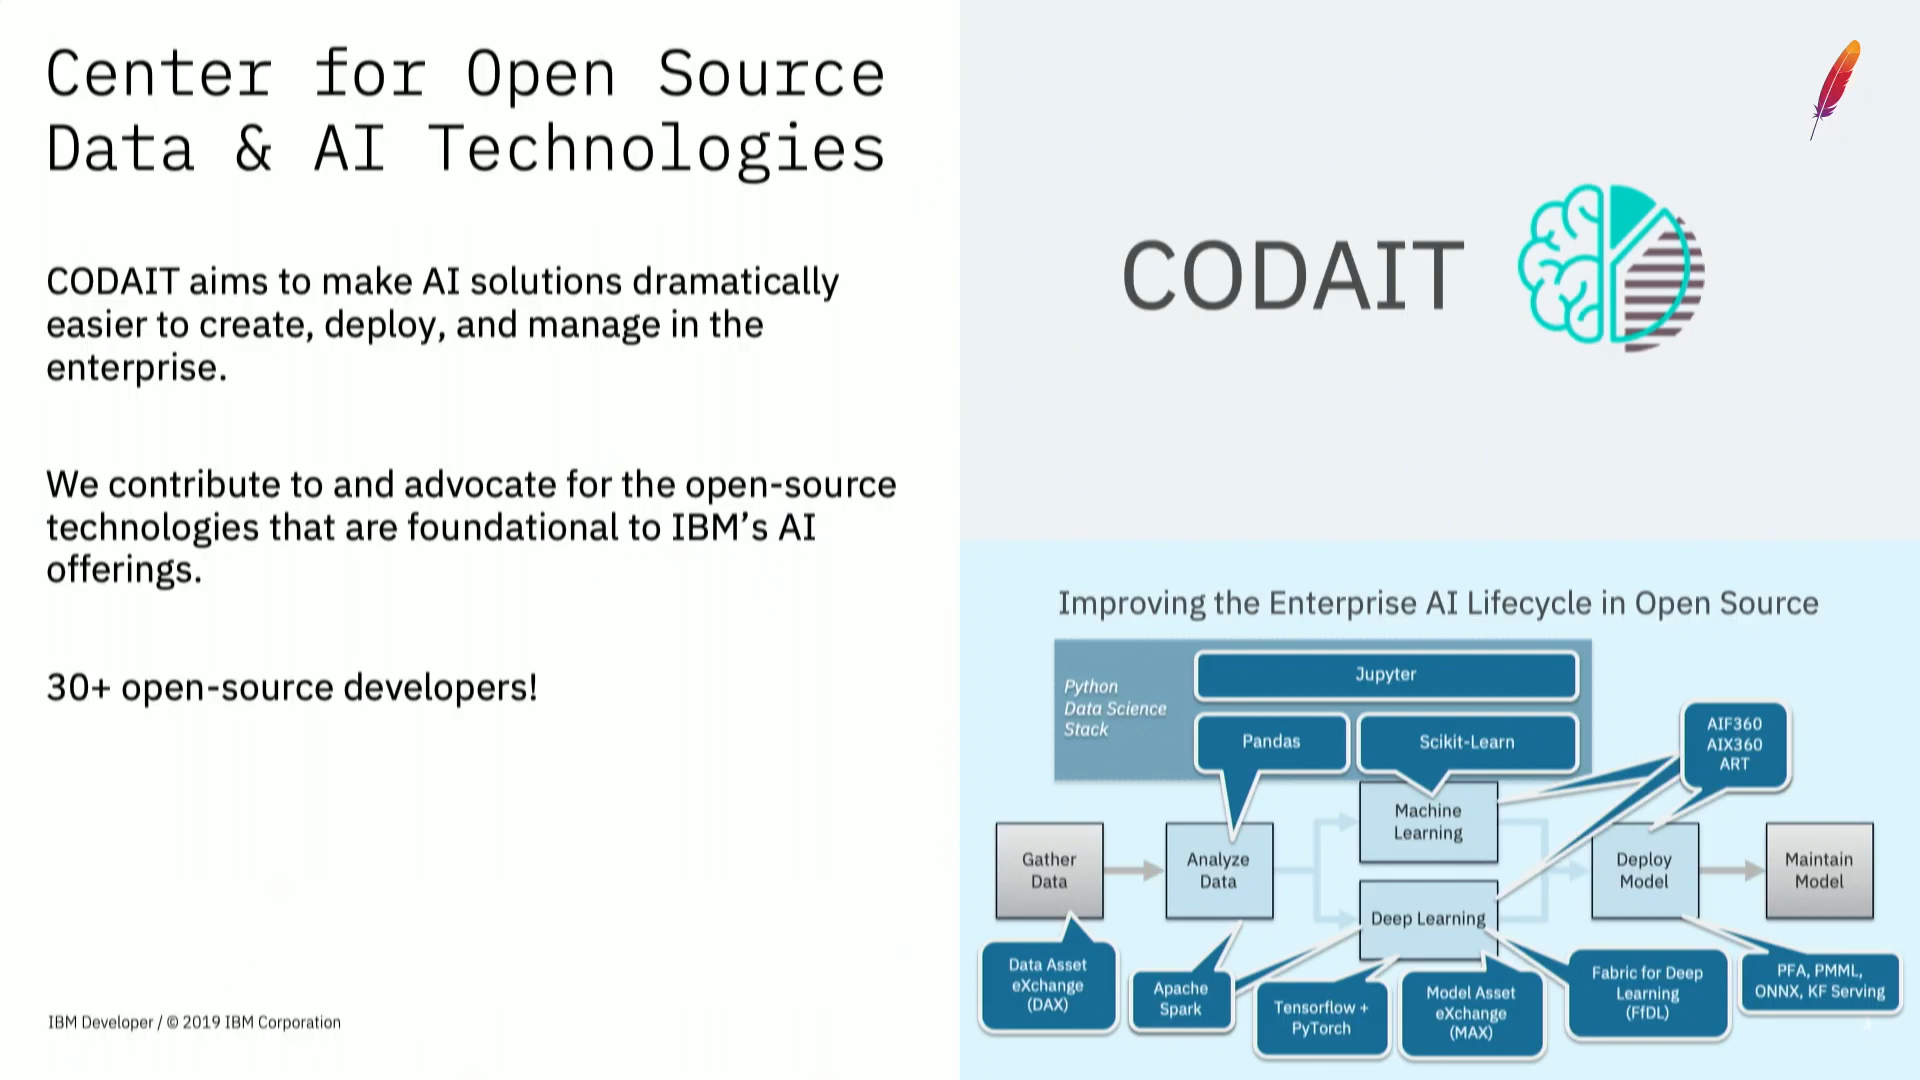 Center for Open Source
Data & AI Technologies
CODAIT aims to make AI solutions dramatically
easier to create, deploy, and manage in the
enterprise.
We contribute to and advocate for the open-source
technologies that are foundational to IBM’s AI
offerings.
30+ open-source developers!
IBM Developer / © 2019 IBM Corporation
CODAIT
Improving the Enterprise AI Lifecycle in Open Source
Python
Data Science
Stack
Jupyter
Pandas
Scikit-Learn
AIF360
AIX360
ART
Gather
Data
Analyze
Data
Machine
Learning
Deep Learning
Deploy
Model
Maintain
Model
Data Asset
eXchange
(DAX)
Apache
Spark
Tensorflow +
PyTorch
Model Asset
eXchange
(MAX)
Fabric for Deep
Learning
(FfDL)
PFA, PMML,
ONNX, KF Serving